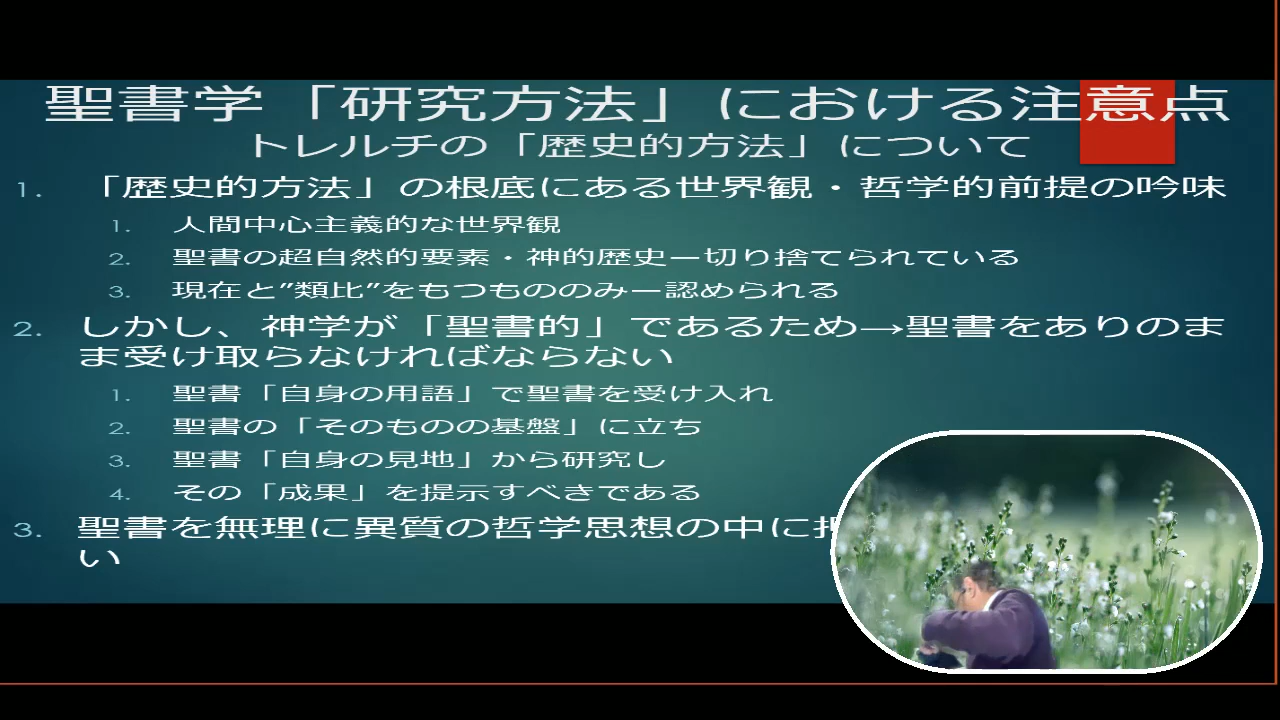 聖書学「研究方法」における注意点
トレルチの「歴史的方法」について
1. 「歴史的方法」の根底にある世界観・哲学的前提の吟味
1. 人間中心主義的な世界観
2. 聖書の超自然的要素・神的歴史ー切り捨てられている
3. 現在と”類比”をもつもののみー認められる
2. しかし、神学が「聖書的」であるため→聖書をありのま
ま受け取らなければならない
1. 聖書「自身の用語」で聖書を受け入れ
2. 聖書の「そのものの基盤」に立ち
3. 聖書「自身の見地」から研究し
4. その「成果」を提示すべきである
3. 聖書を無理に異質の哲学思想の中に
い